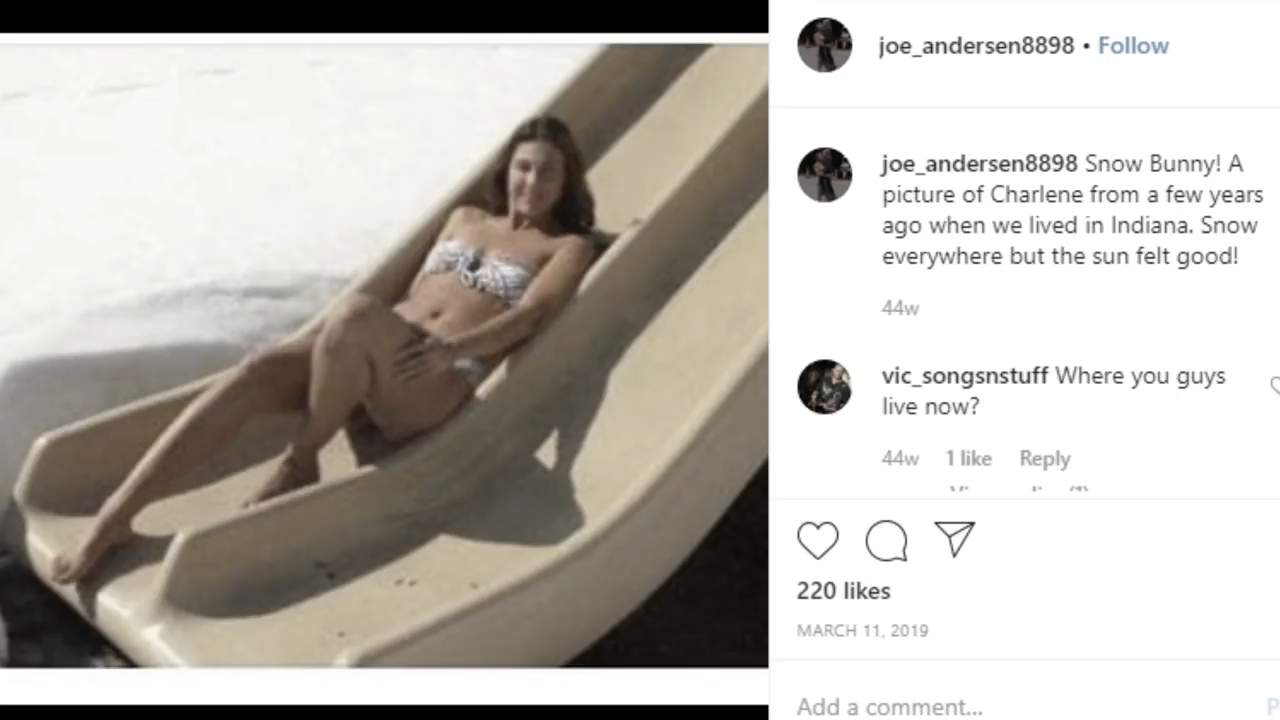 joe_andersen8898 • Follow
joe_andersen8898 Snow Bunny! A
picture of Charlene from a few years
ago when we lived in Indiana. Snow
everywhere but the sun felt good!
44w
vic_songsnstuff Where you guys
live now?
44w 1 like Reply
220 likes
MARCH 11, 2019
Add a comment...
P